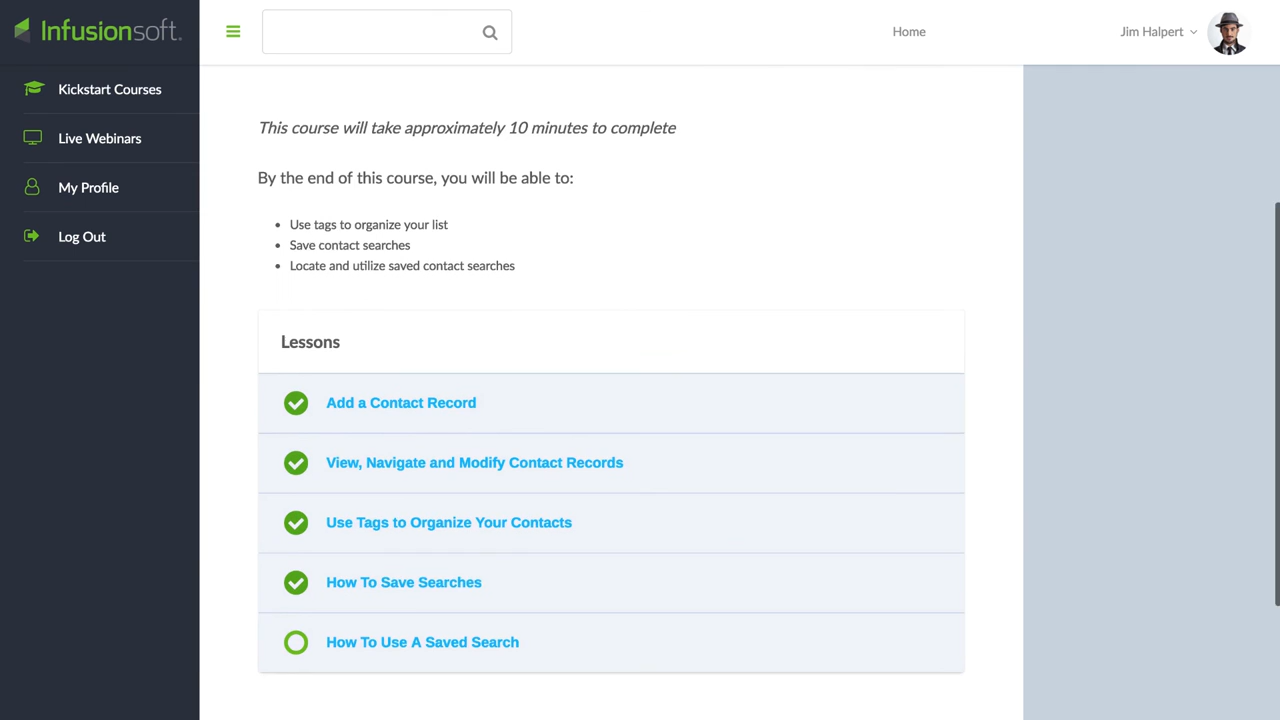 Infusionsoft.
Home
Jim Halpert
Kickstart Courses
Live Webinars
My Profile
Log Out
This course will take approximately 10 minutes to complete
By the end of this course, you will be able to:
Use tags to organize your list
Save contact searches
Locate and utilize saved contact searches
Lessons
Add a Contact Record
View, Navigate and Modify Contact Records
Use Tags to Organize Your Contacts
How To Save Searches
How To Use A Saved Search